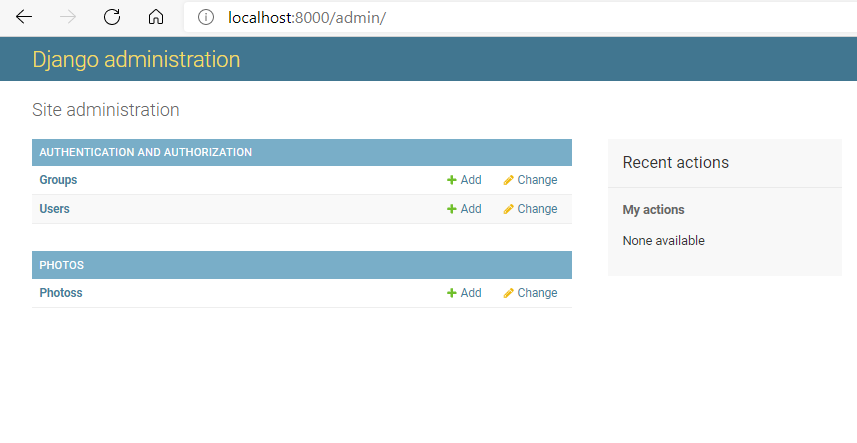 localhost:8000/admin/
Django administration
Site administration
AUTHENTICATION AND AUTHORIZATION
Groups Add Change
Users Add Change
PHOTOS
Photoss Add Change
Recent actions
My actions
None available